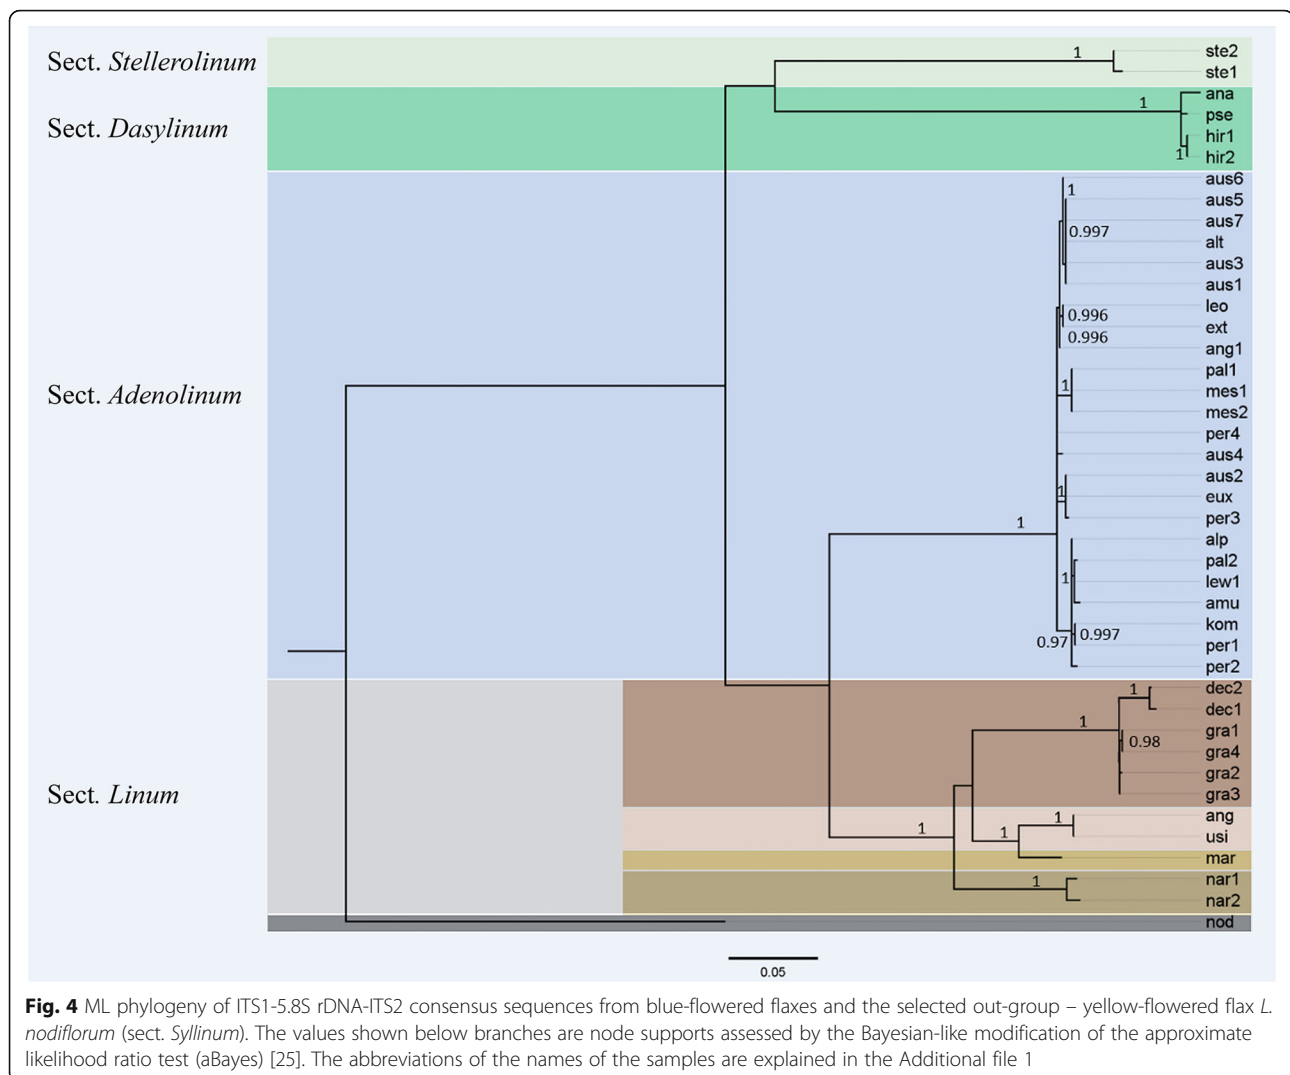 Sect. Stellerolinum
Sect. Dasylinum
Sect. Adenolinum
Sect. Linum
1
ste2
ste1
1
ana
pse
hir1
1
hir2
aus6
1
aus5
aus7
0.997
alt
aus3
aus1
leo
0.996
ext
0.996
ang1
pal1
1
mes1
mes2
per4
aus4
aus2
1
eux
per3
1
alp
pal2
1
lew1
amu
kom
0.97
0.997
per1
per2
dec2
1
dec1
1
gra1
0.98
gra4
gra2
gra3
ang
1
usi
1
1
mar
nar1
1
nar2
nod
0.05
Fig. 4 ML phylogeny of ITS1-5.8S rDNA-ITS2 consensus sequences from blue-flowered flaxes and the selected out-group – yellow-flowered flax L.
nodiflorum (sect. Syllinum). The values shown below branches are node supports assessed by the Bayesian-like modification of the approximate
likelihood ratio test (aBayes) [25]. The abbreviations of the names of the samples are explained in the Additional file 1